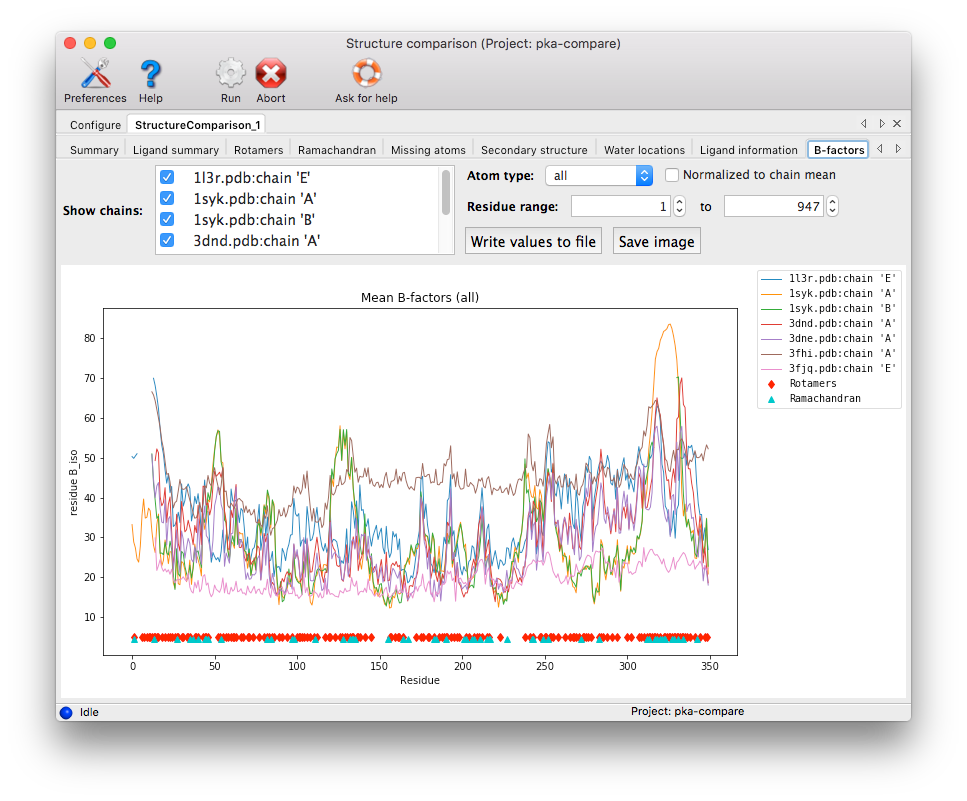 Structure comparison (Project: pka-compare)
Preferences Help Run Abort Ask for help
Configure StructureComparison_1
Summary Ligand summary Rotamers Ramachandran Missing atoms Secondary structure Water locations Ligand information B-factors
Show chains:
1l3r.pdb:chain 'E'
1syk.pdb:chain 'A'
1syk.pdb:chain 'B'
3dnd.pdb:chain 'A'
Atom type: all Normalized to chain mean
Residue range: 1 to 947
Write values to file Save image
Mean B-factors (all)
80
70
60
50
40
30
20
10
residue B_iso
0 50 100 150 200 250 300 350
Residue
1l3r.pdb:chain 'E'
1syk.pdb:chain 'A'
1syk.pdb:chain 'B'
3dnd.pdb:chain 'A'
3dne.pdb:chain 'A'
3fhi.pdb:chain 'A'
3fjq.pdb:chain 'E'
Rotamers
Ramachandran
Idle Project: pka-compare